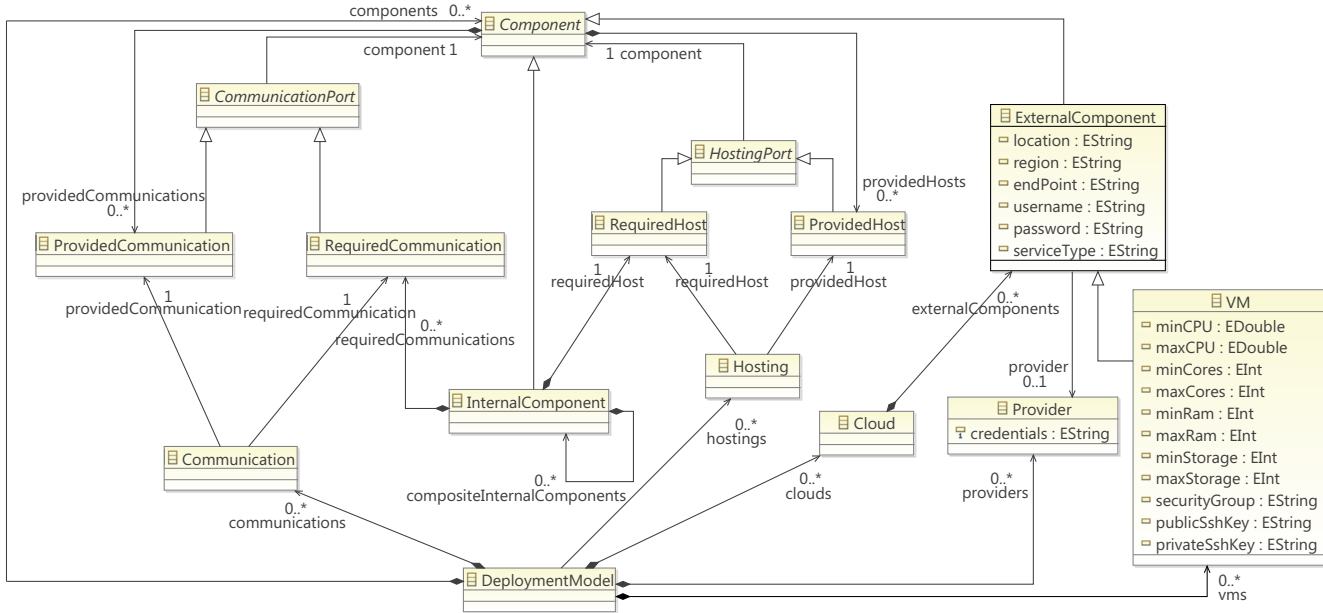 components 0..*
Component
component 1
1 component
CommunicationPort
ExternalComponent
location : EString
region : EString
endPoint : EString
username : EString
password : EString
serviceType : EString
HostingPort
providedCommunications
0..*
providedHosts
0..*
ProvidedCommunication
RequiredCommunication
RequiredHost
ProvidedHost
1
providedCommunication
1
requiredCommunication
0..*
requiredCommunications
1
requiredHost
1
requiredHost
1
providedHost
0..*
externalComponents
VM
minCPU : EDouble
maxCPU : EDouble
minCores : EInt
maxCores : EInt
minRam : EInt
maxRam : EInt
minStorage : EInt
maxStorage : EInt
securityGroup : EString
publicSshKey : EString
privateSshKey : EString
Hosting
provider
0..1
InternalComponent
Cloud
Provider
credentials : EString
Communication
0..*
compositeInternalComponents
0..*
hostings
0..*
clouds
0..*
providers
0..*
communications
DeploymentModel
0..*
vms